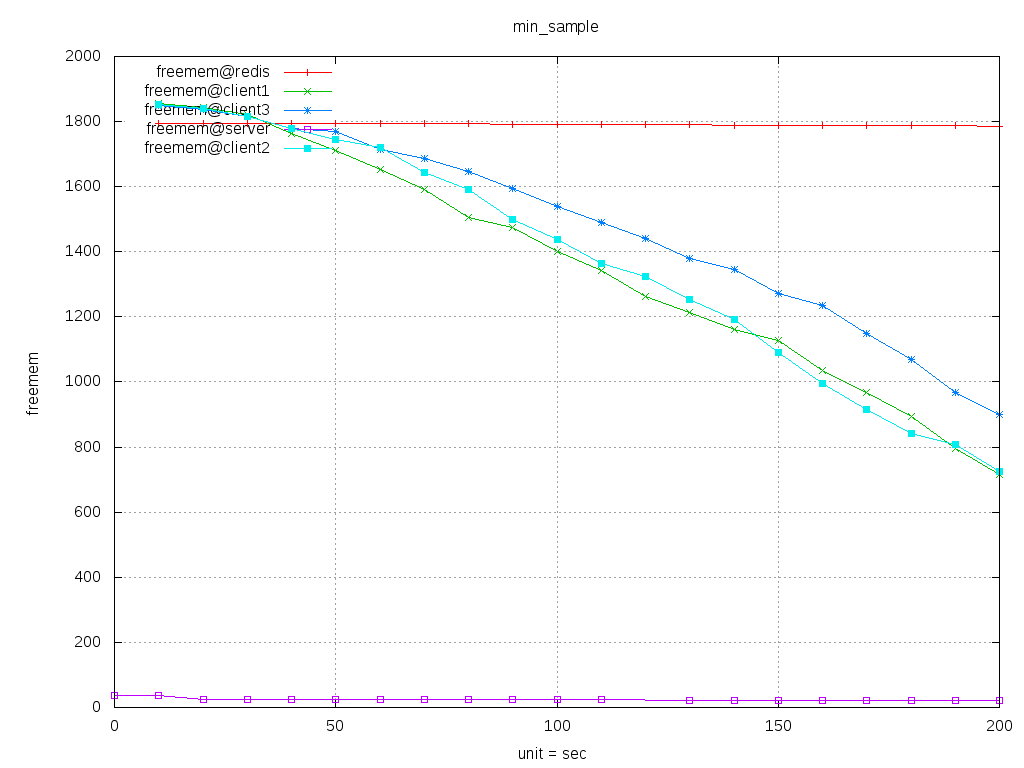 min_sample
2000
1800
1600
1400
1200
1000
800
600
400
200
0
freemem
freemem@redis
freemem@client1
freemem@client3
freemem@server
freemem@client2
0 50 100 150 200
unit = sec